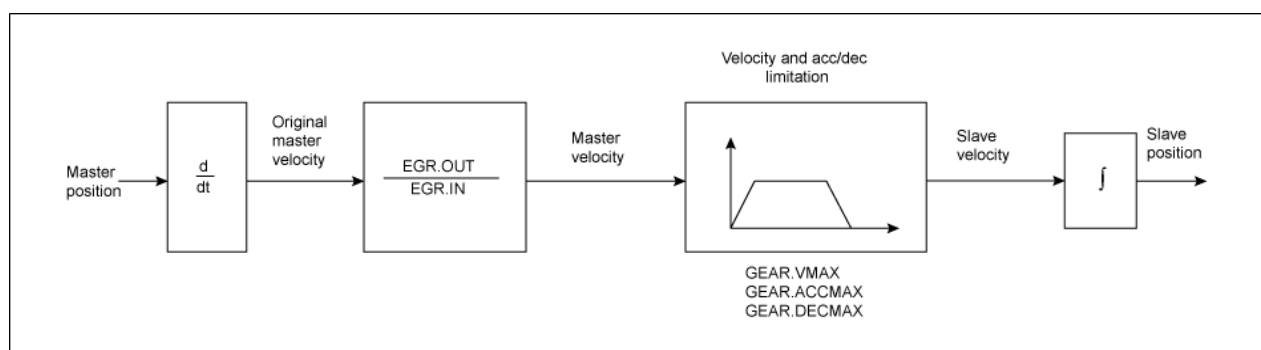 Velocity and acc/dec
limitation
Original
master
velocity
Master
velocity
Slave
velocity
Slave
position
Master
position
d
dt
EGR.OUT
EGR.IN
∫
GEAR.VMAX
GEAR.ACCMAX
GEAR.DECMAX